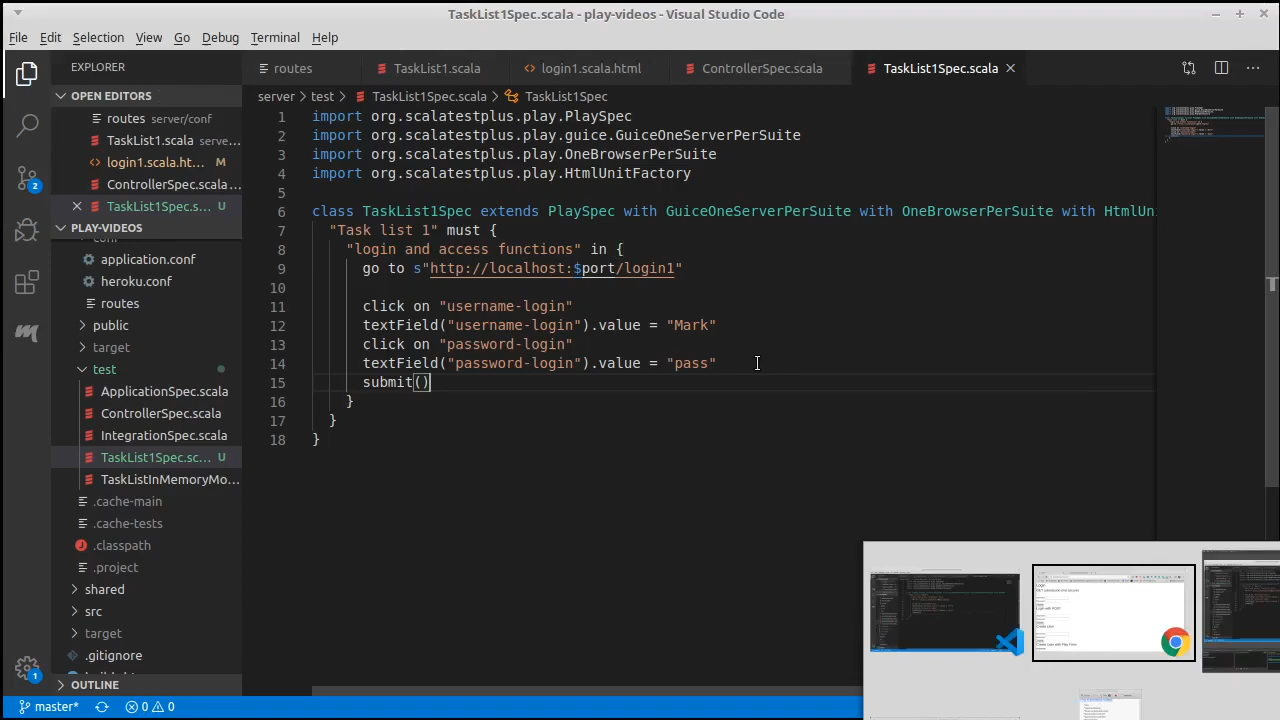 TaskList1Spec.scala - play-videos - Visual Studio Code
File Edit Selection View Go Debug Terminal Help
EXPLORER
routes
TaskList1.scala
login1.scala.html
ControllerSpec.scala
TaskList1Spec.scala
OPEN EDITORS
routes server/conf
TaskList1.scala serve...
login1.scala.ht... M
ControllerSpec.scala ...
TaskList1Spec.s... U
PLAY-VIDEOS
conf
application.conf
heroku.conf
routes
public
target
test
ApplicationSpec.scala
ControllerSpec.scala
IntegrationSpec.scala
TaskList1Spec.sc... U
TaskListInMemoryMo...
.cache-main
.cache-tests
.classpath
.project
shared
src
target
.gitignore
OUTLINE
server > test > TaskList1Spec.scala > TaskList1Spec
1 import org.scalatestplus.play.PlaySpec
2 import org.scalatestplus.play.guice.GuiceOneServerPerSuite
3 import org.scalatestplus.play.OneBrowserPerSuite
4 import org.scalatestplus.play.HtmlUnitFactory
5
6 class TaskList1Spec extends PlaySpec with GuiceOneServerPerSuite with OneBrowserPerSuite with HtmlUni
7 "Task list 1" must {
8 "login and access functions" in {
9 go to s"http://localhost:$port/login1"
10
11 click on "username-login"
12 textField("username-login").value = "Mark"
13 click on "password-login"
14 textField("password-login").value = "pass"
15 submit()
16 }
17 }
18 }
2
1
master* 0 0
Login